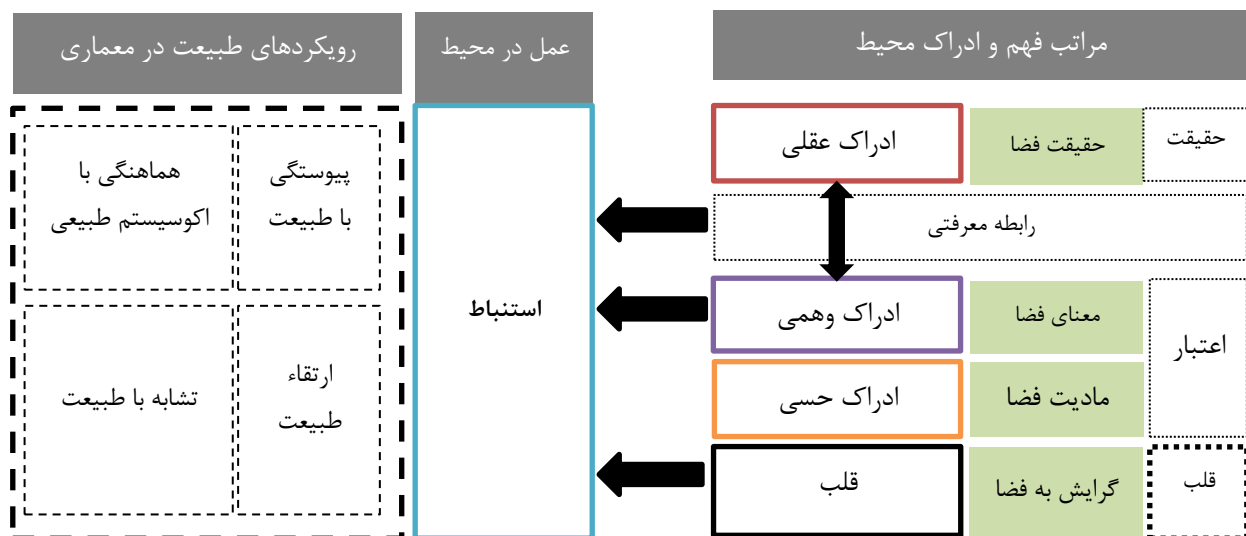 مراتب فهم و ادراک محیط
عمل در محیط
رویکردهای طبیعت در معماری
حقیقت
حقیقت فضا
ادراک عقلی
رابطه معرفتی
اعتبار
معنای فضا
ادراک وهمی
مادیت فضا
ادراک حسی
قلب
گرایش به فضا
قلب
استنباط
پیوستگی
با طبیعت
هماهنگی با
اکوسیستم طبیعی
ارتقاء
طبیعت
تشابه با طبیعت